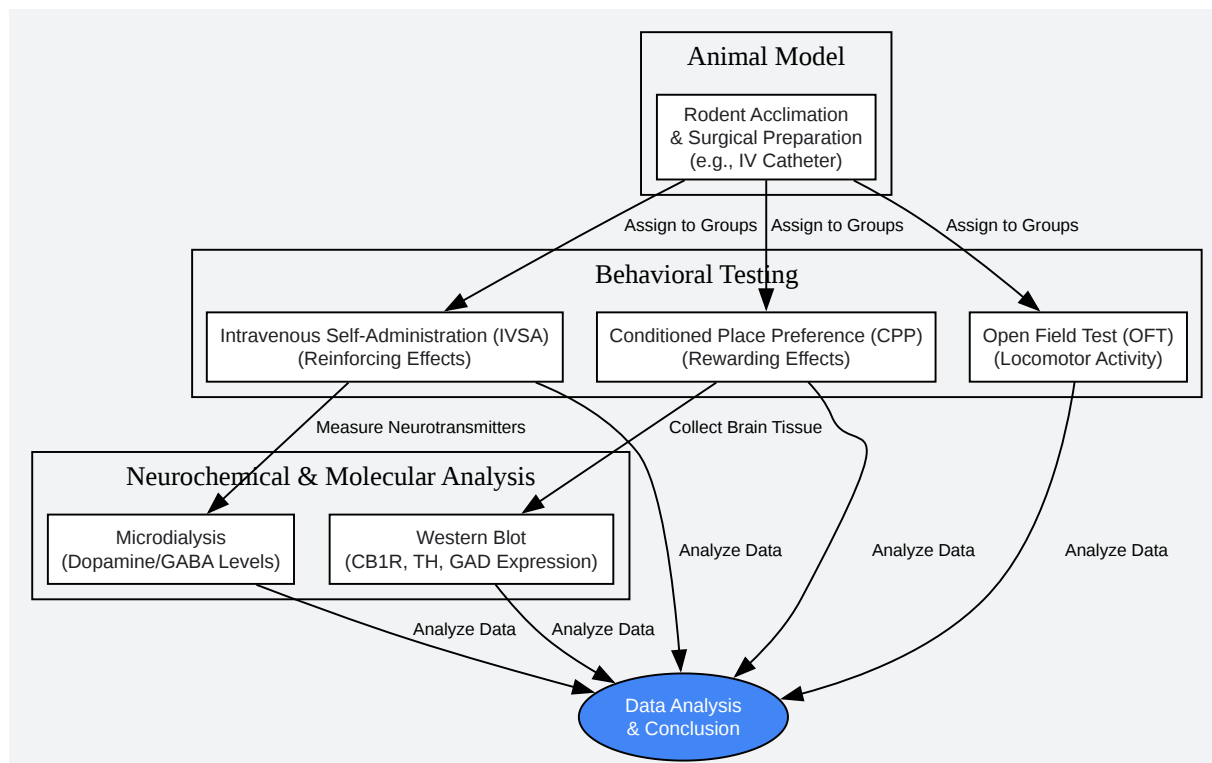 Animal Model
Rodent Acclimation
& Surgical Preparation
(e.g., IV Catheter)
Assign to Groups
Assign to Groups
Assign to Groups
Behavioral Testing
Intravenous Self-Administration (IVSA)
(Reinforcing Effects)
Conditioned Place Preference (CPP)
(Rewarding Effects)
Open Field Test (OFT)
(Locomotor Activity)
Measure Neurotransmitters
Collect Brain Tissue
Neurochemical & Molecular Analysis
Microdialysis
(Dopamine/GABA Levels)
Western Blot
(CB1R, TH, GAD Expression)
Analyze Data
Analyze Data
Analyze Data
Analyze Data
Analyze Data
Data Analysis
& Conclusion